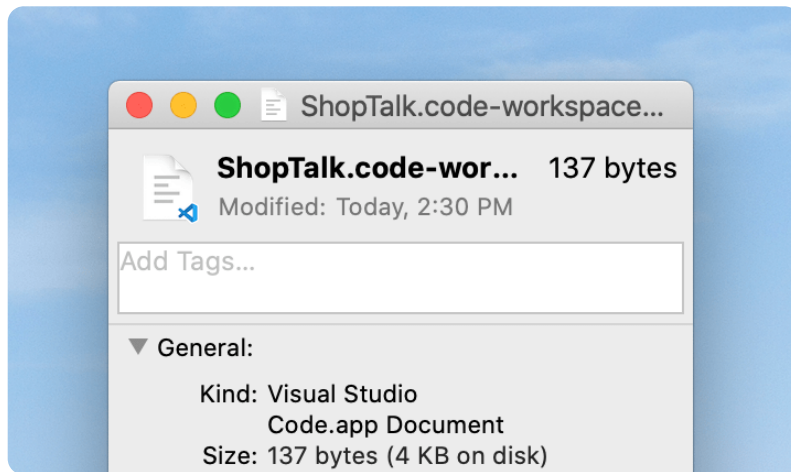 ShopTalk.code-workspace...
ShopTalk.code-wor... 137 bytes
Modified: Today, 2:30 PM
Add Tags...
General:
Kind: Visual Studio
Code.app Document
Size: 137 bytes (4 KB on disk)